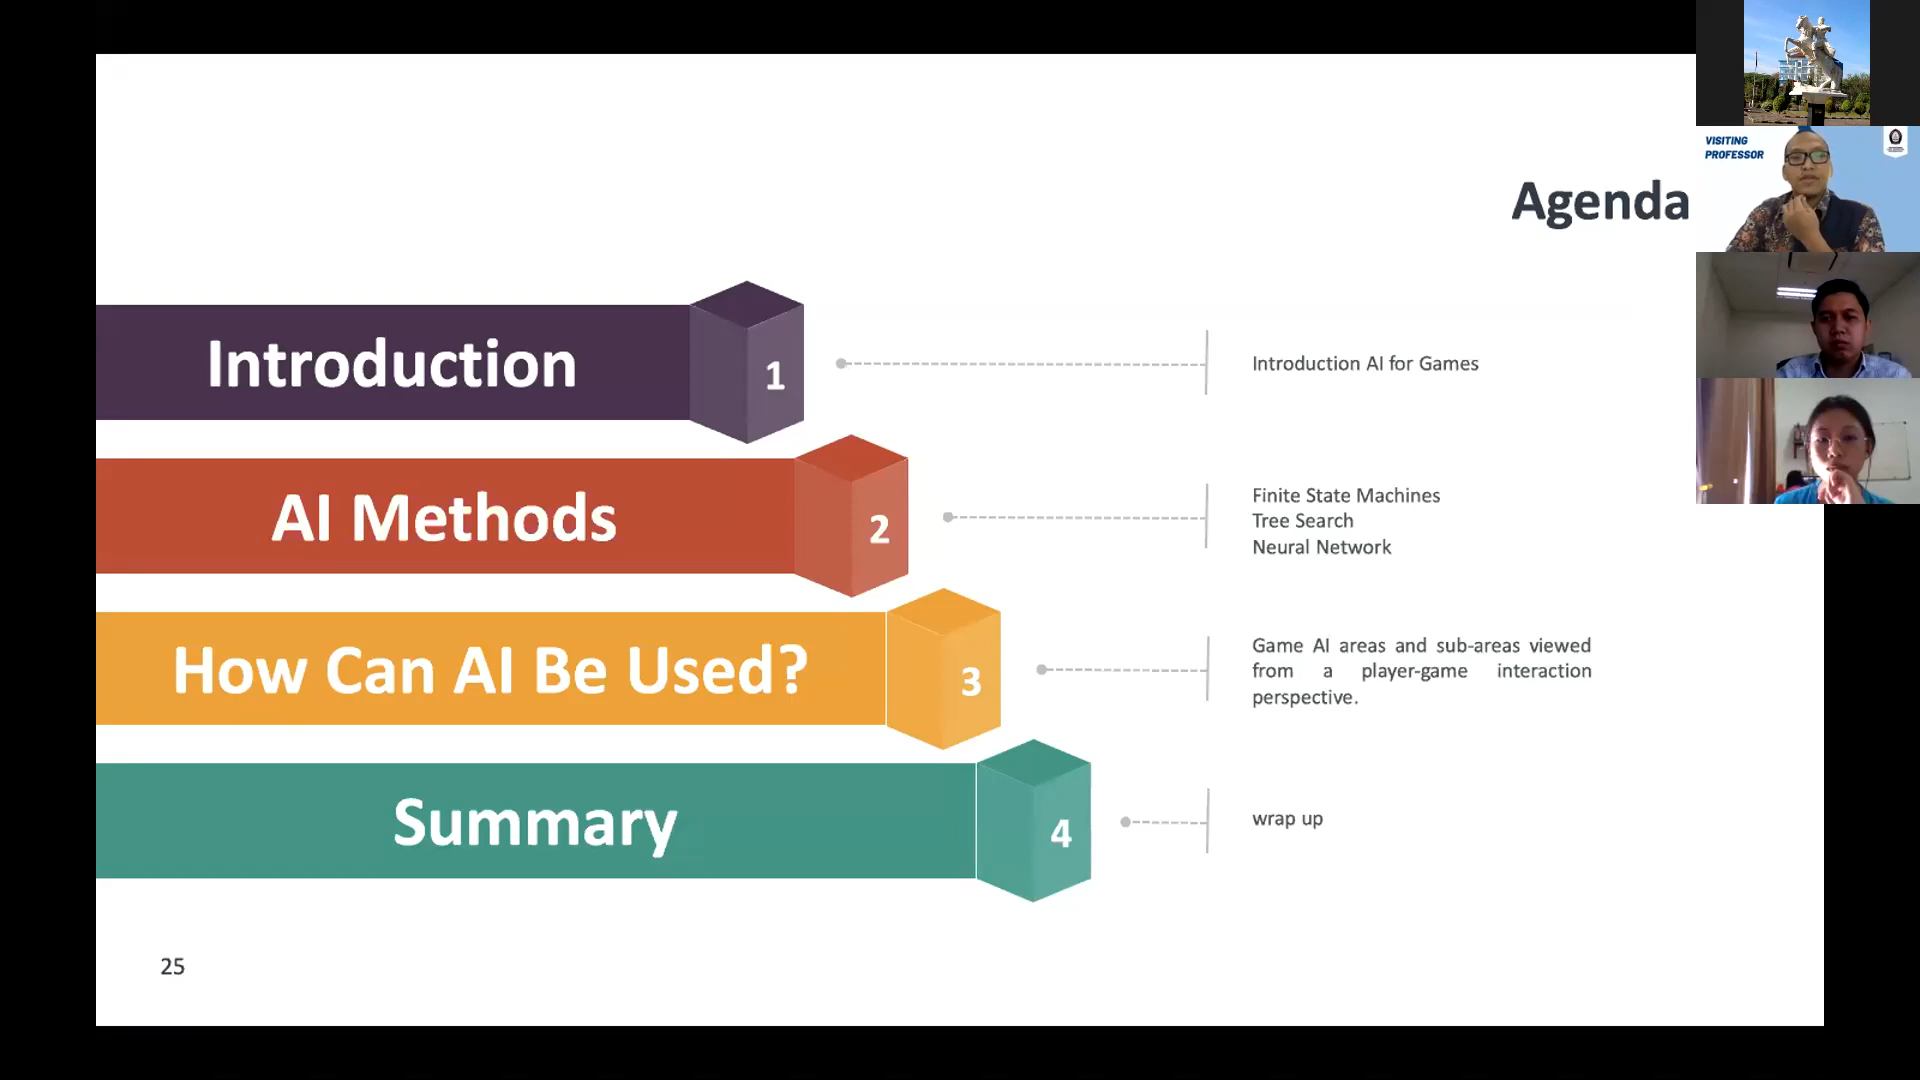 VISITING
PROFESSOR
Agenda
Introduction
1
Introduction AI for Games
AI Methods
2
Finite State Machines
Tree Search
Neural Network
How Can AI Be Used?
3
Game AI areas and sub-areas viewed
from a player-game interaction
perspective.
Summary
4
wrap up
25